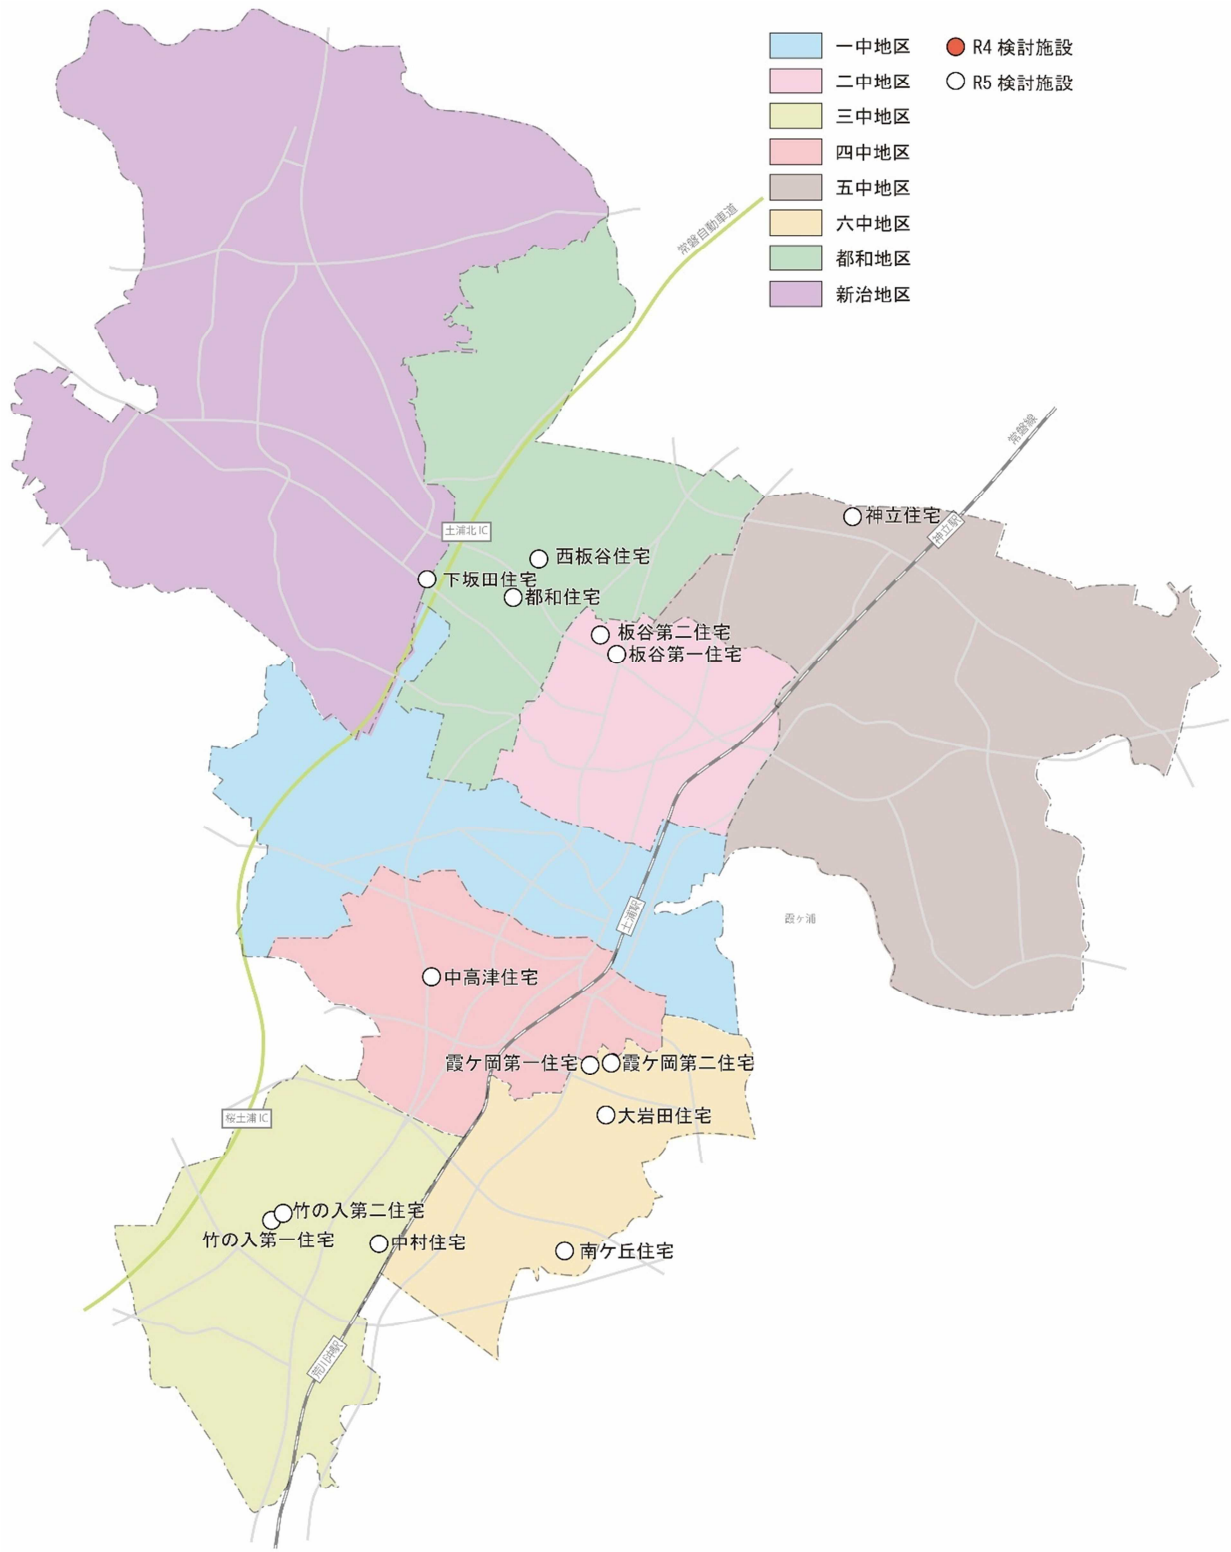 一中地区
R4 検討施設
二中地区
R5 検討施設
三中地区
四中地区
五中地区
六中地区
都和地区
新治地区
常磐自動車道
常磐線
神立住宅
神立駅
土浦北 IC
西板谷住宅
下坂田住宅
都和住宅
板谷第二住宅
板谷第一住宅
土浦駅
霞ヶ浦
中高津住宅
霞ケ岡第一住宅
霞ケ岡第二住宅
大岩田住宅
桜土浦 IC
竹の入第二住宅
竹の入第一住宅
中村住宅
南ケ丘住宅
荒川沖駅